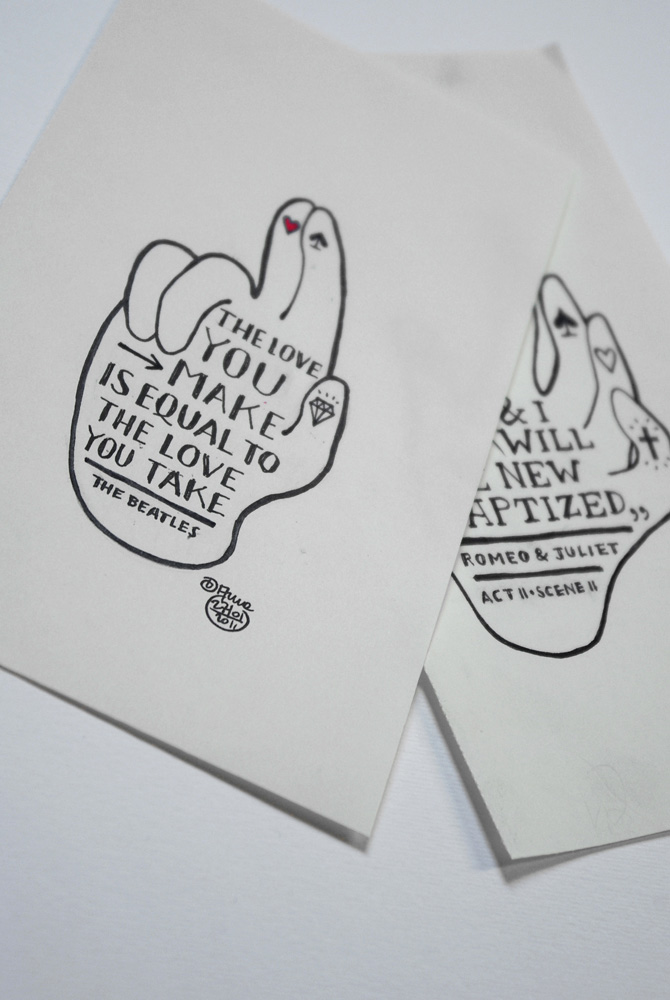 THE LOVE
YOU
MAKE
IS EQUAL TO
THE LOVE
YOU TAKE
THE BEATLES
2011
& I
WILL
NEW
APTIZED„
ROMEO & JULIET
ACT II • SCENE II